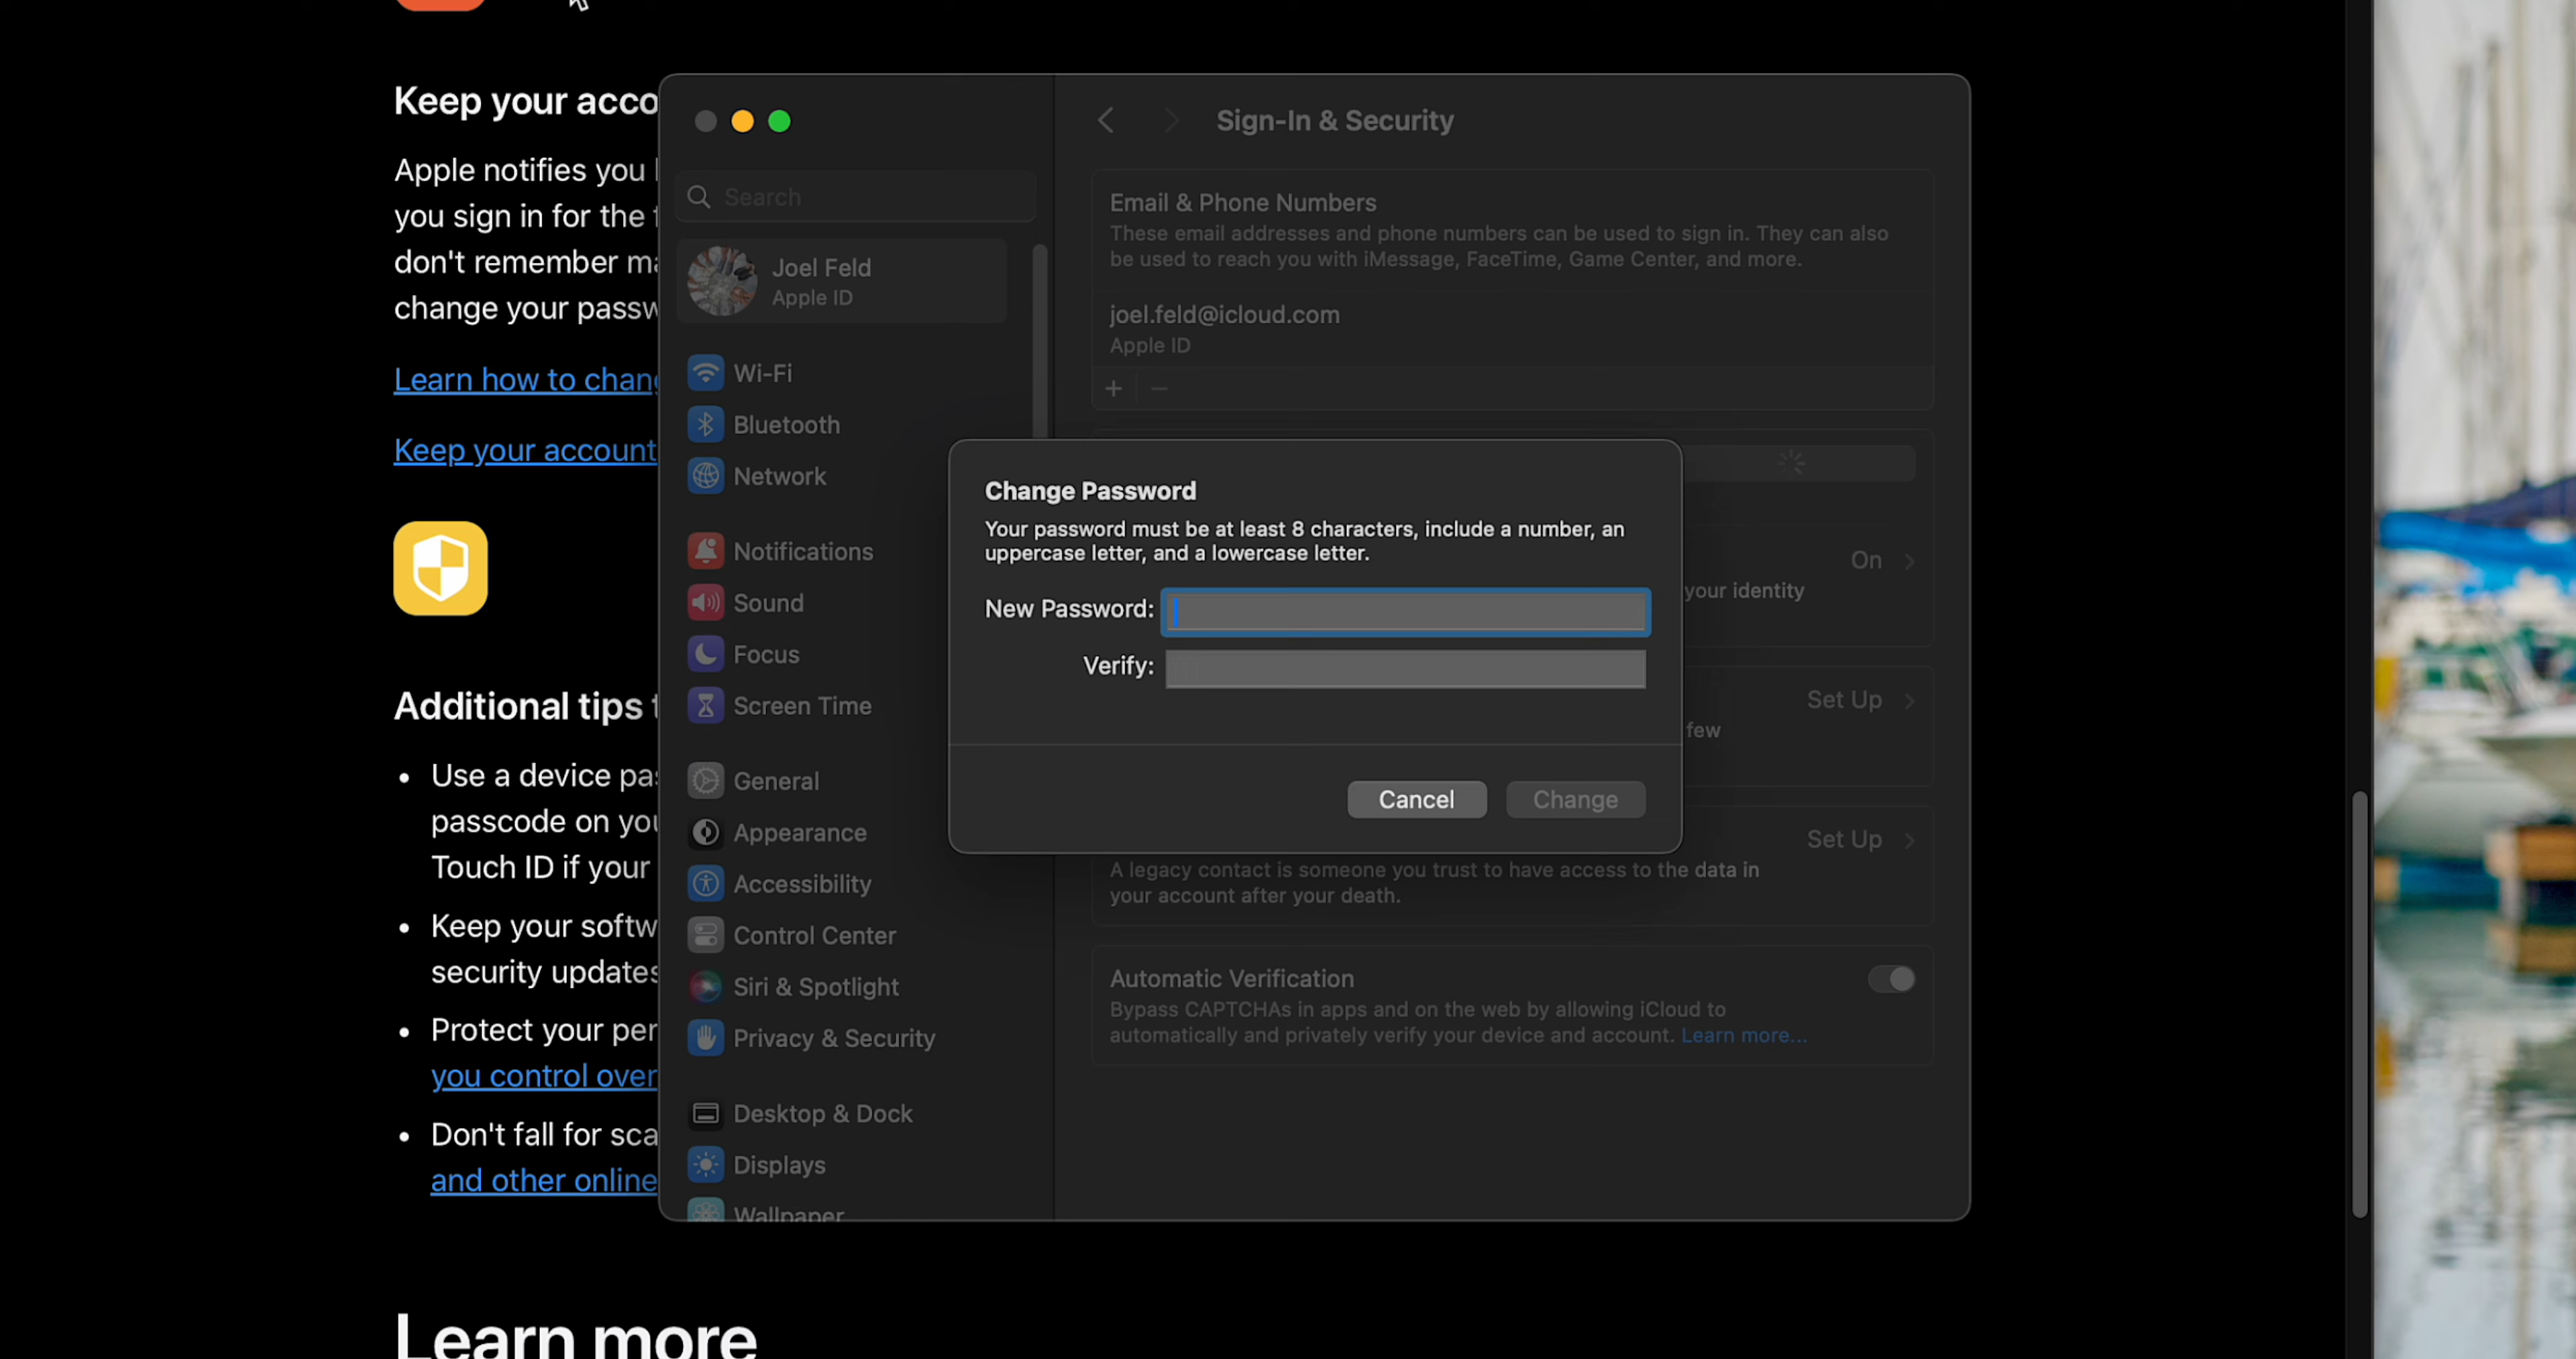 Keep your acco
Apple notifies you
you sign in for the
don't remember ma
change your passw
Learn how to chang
Keep your account
Additional tips
Use a device pas
passcode on you
Touch ID if your
Keep your softw
security updates
Protect your per
you control over
Don't fall for sca
and other online
Learn more
Search
Joel Feld
Apple ID
Wi-Fi
Bluetooth
Network
Notifications
Sound
Focus
Screen Time
General
Appearance
Accessibility
Control Center
Siri & Spotlight
Privacy & Security
Desktop & Dock
Displays
Wallpaper
Sign-In & Security
Email & Phone Numbers
These email addresses and phone numbers can be used to sign in. They can also
be used to reach you with iMessage, FaceTime, Game Center, and more.
joel.feld@icloud.com
Apple ID
Change Password
Your password must be at least 8 characters, include a number, an
uppercase letter, and a lowercase letter.
New Password:
Verify:
Cancel Change
On
your identity
Set Up
few
Set Up
A legacy contact is someone you trust to have access to the data in
your account after your death.
Automatic Verification
Bypass CAPTCHAs in apps and on the web by allowing iCloud to
automatically and privately verify your device and account. Learn more...